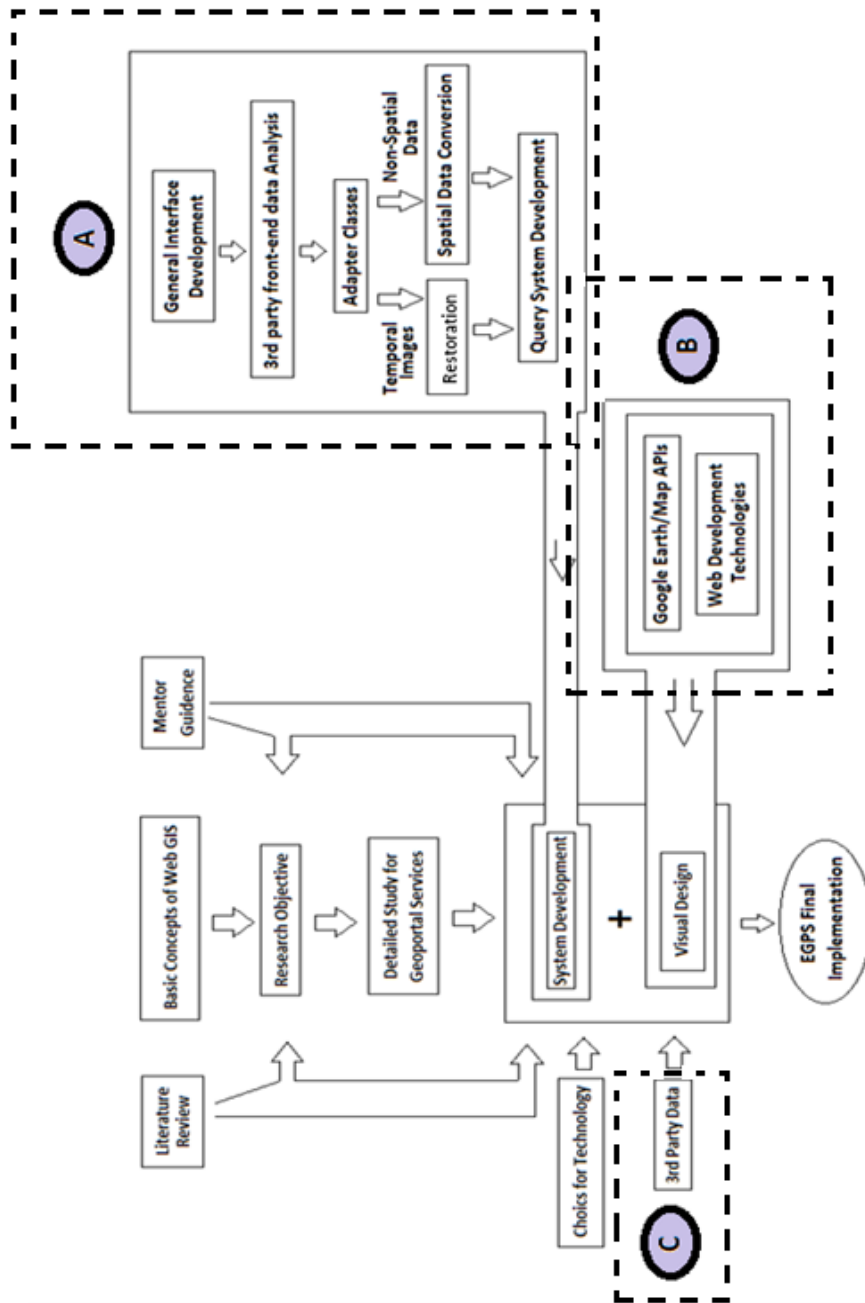 Literature
Review
Basic Concepts of Web GIS
Mentor
Guidence
Research Objective
Detailed Study for
Geoportal Services
Choics for Technology
System Development
+
Visual Design
3rd Party Data
C
EGPS Final
Implementation
A
General Interface
Development
3rd party front-end data Analysis
Adapter Classes
Temporal
Images
Non-Spatial
Data
Restoration
Spatial Data Conversion
Query System Development
B
Google Earth/Map APIs
Web Development
Technologies